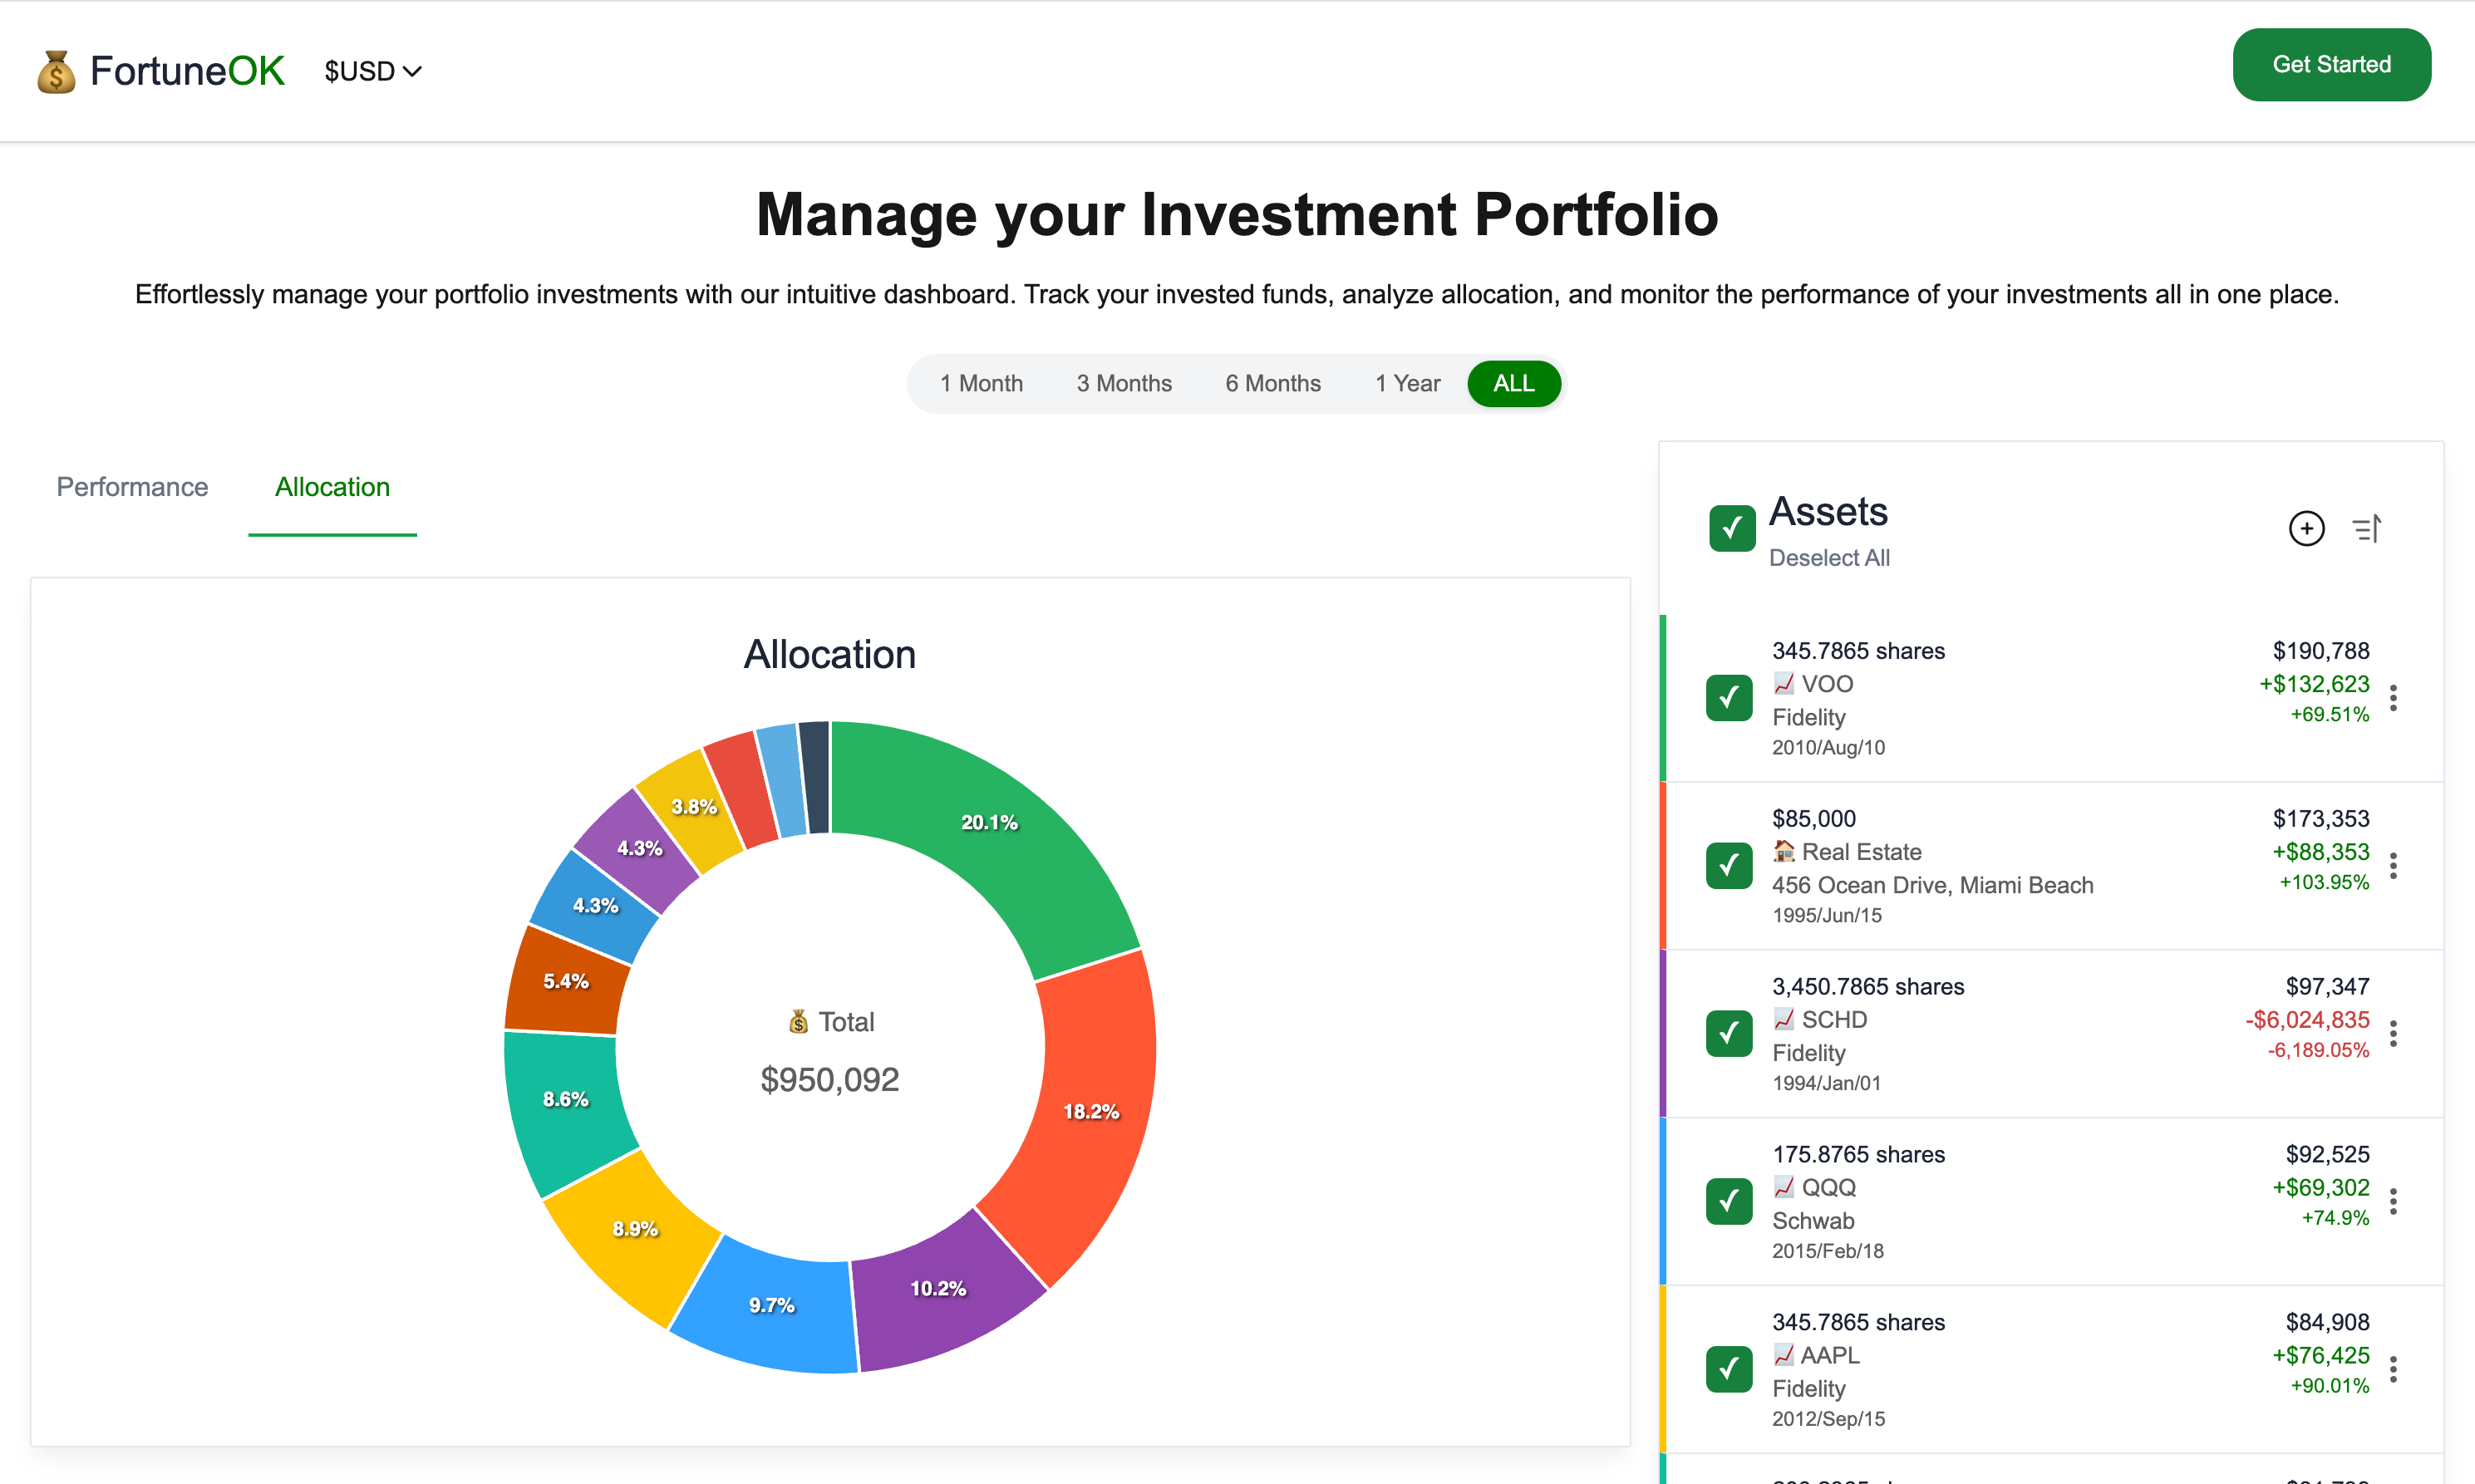 FortuneOK
$USD
Get Started
Manage your Investment Portfolio
Effortlessly manage your portfolio investments with our intuitive dashboard. Track your invested funds, analyze allocation, and monitor the performance of your investments all in one place.
1 Month
3 Months
6 Months
1 Year
ALL
Performance
Allocation
Allocation
20.1%
18.2%
10.2%
9.7%
8.9%
8.6%
5.4%
4.3%
4.3%
3.8%
Total
$950,092
Assets
Deselect All
345.7865 shares
VOO
Fidelity
2010/Aug/10
$190,788
+$132,623
+69.51%
$85,000
Real Estate
456 Ocean Drive, Miami Beach
1995/Jun/15
$173,353
+$88,353
+103.95%
3,450.7865 shares
SCHD
Fidelity
1994/Jan/01
$97,347
-$6,024,835
-6,189.05%
175.8765 shares
QQQ
Schwab
2015/Feb/18
$92,525
+$69,302
+74.9%
345.7865 shares
AAPL
Fidelity
2012/Sep/15
$84,908
+$76,425
+90.01%